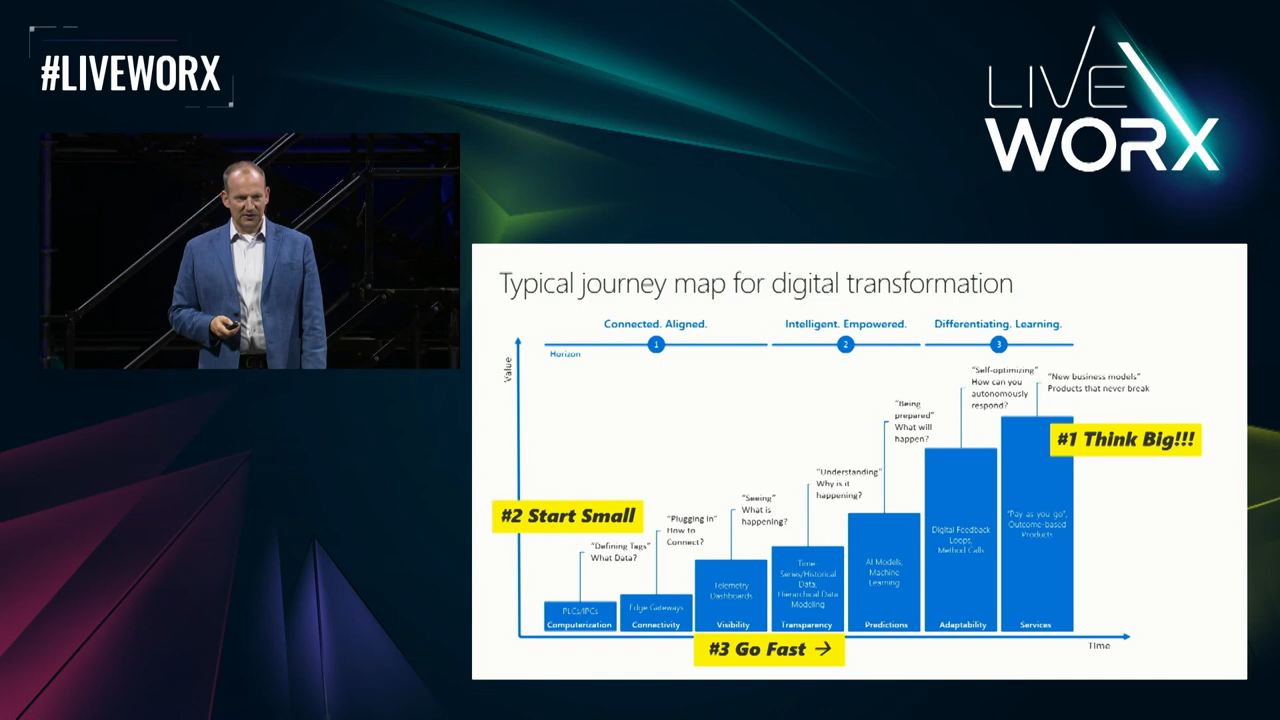 #LIVEWORX
LIVE
WORX
Typical journey map for digital transformation
Connected. Aligned.
Intelligent. Empowered.
Differentiating. Learning.
1
2
3
Horizon
Value
"Self-optimizing"
How can you
autonomously
respond?
"New business models"
Products that never break
"Being
prepared"
What will
happen?
#1 Think Big!!!
"Understanding"
Why is it
happening?
"Seeing"
What is
happening?
#2 Start Small
"Plugging In"
How to
Connect?
"Defining Tags"
What Data?
"Pay as you go",
Outcome-based
Products
Digital Feedback
Loops,
Method Calls
AI Models,
Machine
Learning
Time-
Series/Historical
Data,
Hierarchical Data
Modeling
Telemetry
Dashboards
Edge Gateways
PLCs/IPCs
Computerization
Connectivity
Visibility
Transparency
Predictions
Adaptability
Services
#3 Go Fast →
Time